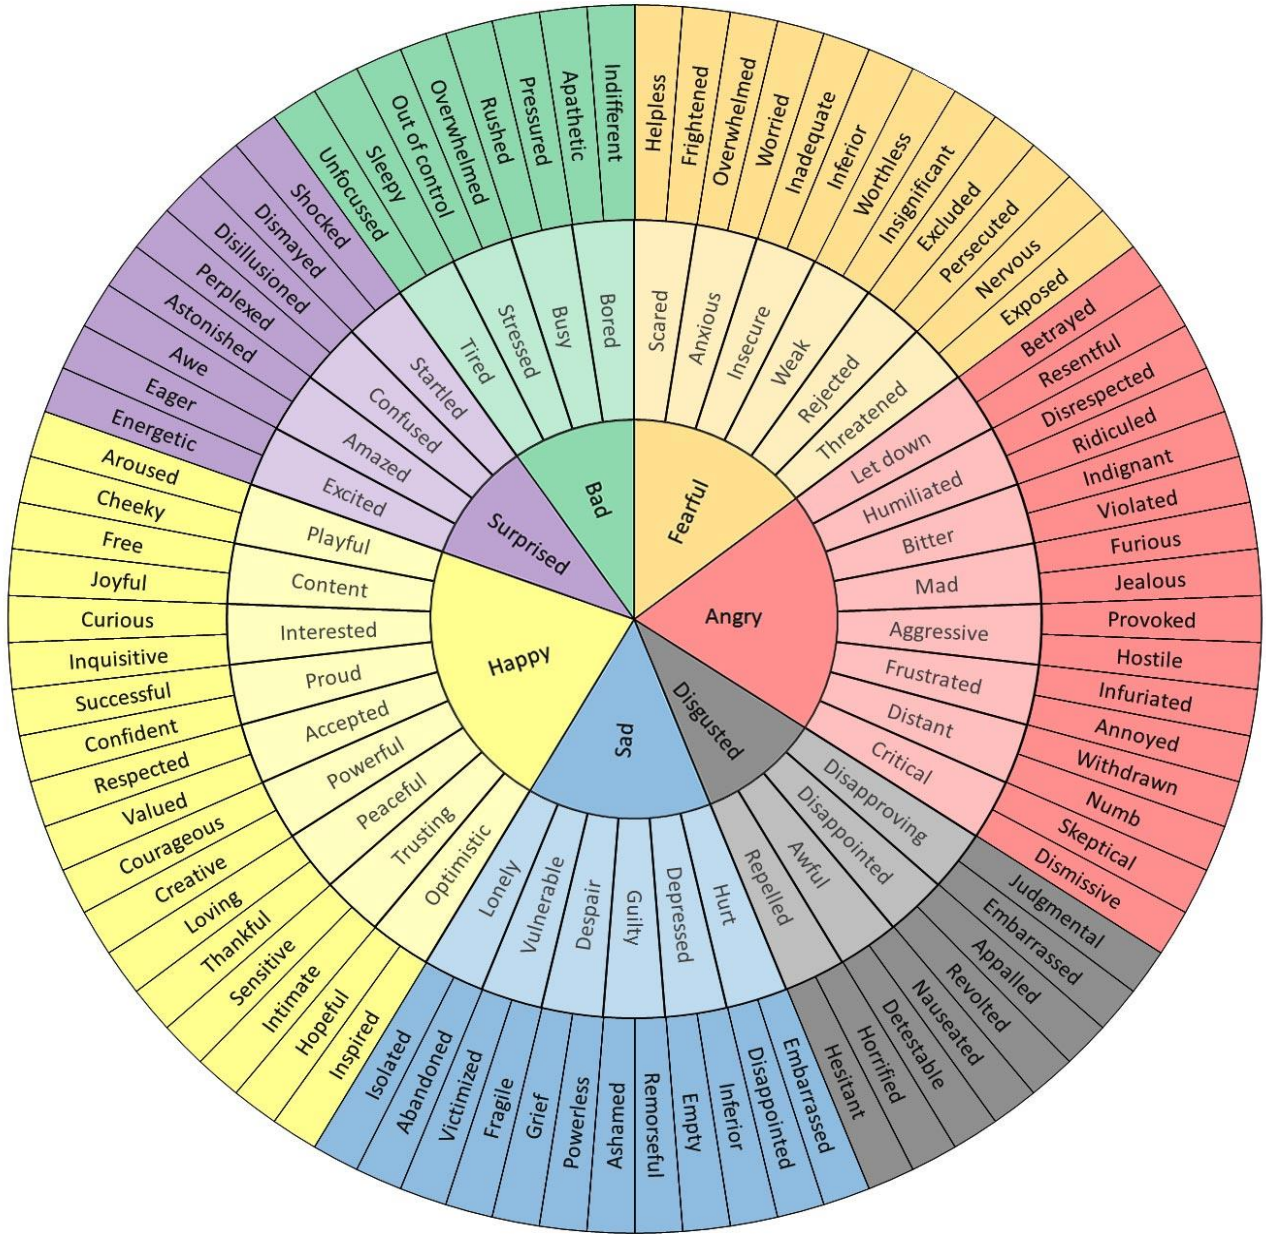 Fearful
Angry
Disgusted
Sad
Happy
Surprised
Bad
Scared
Anxious
Insecure
Weak
Rejected
Threatened
Let down
Humiliated
Bitter
Mad
Aggressive
Frustrated
Distant
Critical
Disapproving
Disappointed
Awful
Repelled
Hurt
Depressed
Guilty
Despair
Vulnerable
Lonely
Optimistic
Trusting
Peaceful
Powerful
Accepted
Proud
Interested
Content
Playful
Excited
Amazed
Confused
Startled
Tired
Stressed
Busy
Bored
Helpless
Frightened
Overwhelmed
Worried
Inadequate
Inferior
Worthless
Insignificant
Excluded
Persecuted
Nervous
Exposed
Betrayed
Resentful
Disrespected
Ridiculed
Indignant
Violated
Furious
Jealous
Provoked
Hostile
Infuriated
Annoyed
Withdrawn
Numb
Skeptical
Dismissive
Judgmental
Embarrassed
Appalled
Revolted
Nauseated
Detestable
Horrified
Hesitant
Embarrassed
Disappointed
Inferior
Empty
Remorseful
Ashamed
Powerless
Grief
Fragile
Victimized
Abandoned
Isolated
Inspired
Hopeful
Intimate
Sensitive
Thankful
Loving
Creative
Courageous
Valued
Respected
Confident
Successful
Inquisitive
Curious
Joyful
Free
Cheeky
Aroused
Energetic
Eager
Awe
Astonished
Perplexed
Disillusioned
Dismayed
Shocked
Unfocussed
Sleepy
Out of control
Overwhelmed
Rushed
Pressured
Apathetic
Indifferent